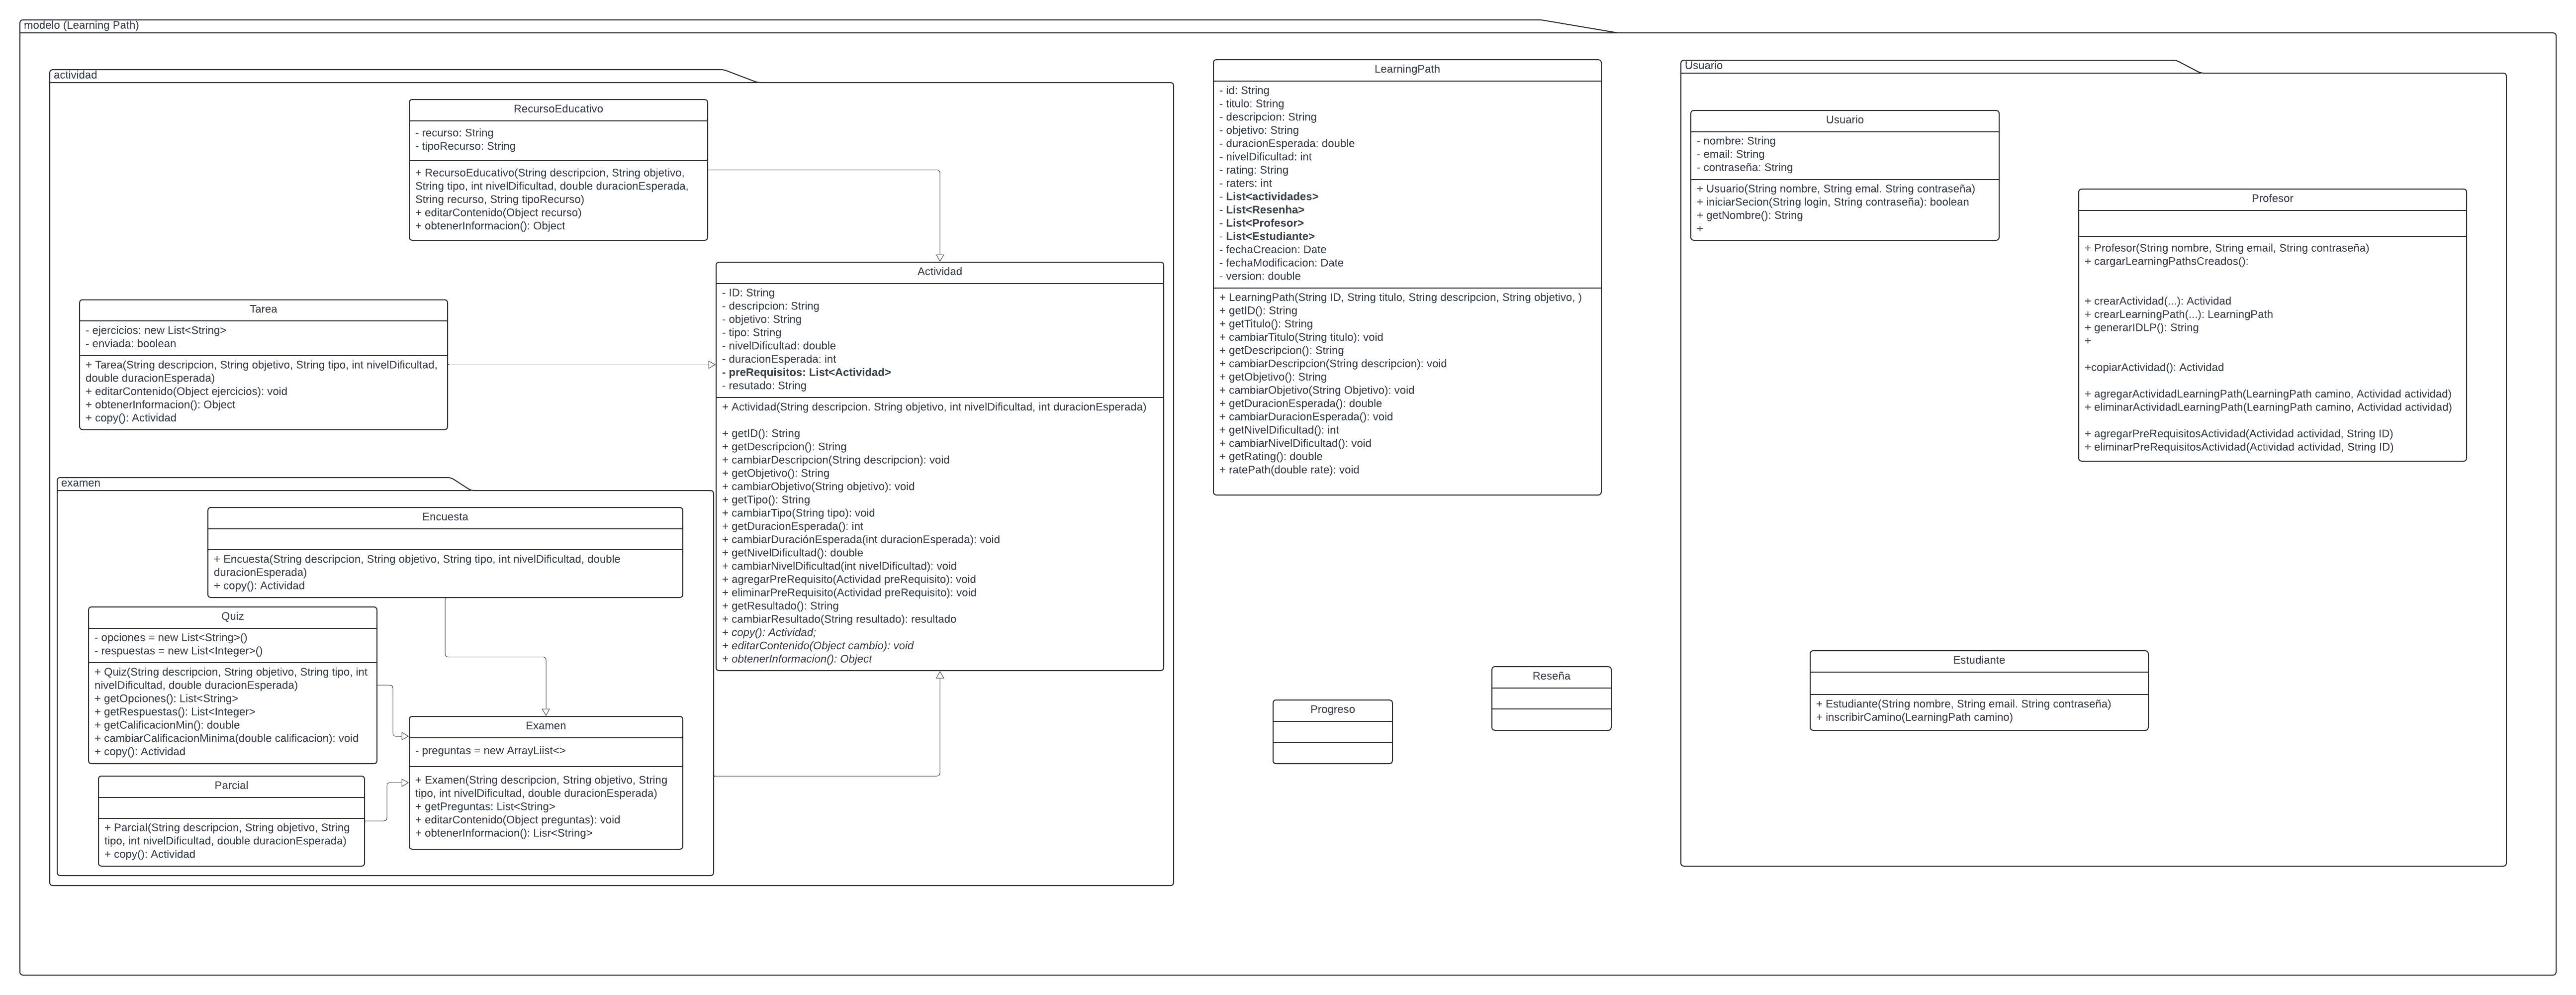 modelo (Learning Path)
actividad
RecursoEducativo
- recurso: String
- tipoRecurso: String
+ RecursoEducativo(String descripcion, String objetivo,
String tipo, int nivelDificultad, double duracionEsperada,
String recurso, String tipoRecurso)
+ editarContenido(Object recurso)
+ obtenerInformacion(): Object
Tarea
- ejercicios: new List<String>
- enviada: boolean
+ Tarea(String descripcion, String objetivo, String tipo, int nivelDificultad,
double duracionEsperada)
+ editarContenido(Object ejercicios): void
+ obtenerInformacion(): Object
+ copy(): Actividad
Actividad
- ID: String
- descripcion: String
- objetivo: String
- tipo: String
- nivelDificultad: double
- duracionEsperada: int
- preRequisitos: List<Actividad>
- resutado: String
+ Actividad(String descripcion. String objetivo, int nivelDificultad, int duracionEsperada)
+ getID(): String
+ getDescripcion(): String
+ cambiarDescripcion(String descripcion): void
+ getObjetivo(): String
+ cambiarObjetivo(String objetivo): void
+ getTipo(): String
+ cambiarTipo(String tipo): void
+ getDuracionEsperada(): int
+ cambiarDuraciónEsperada(int duracionEsperada): void
+ getNivelDificultad(): double
+ cambiarNivelDificultad(int nivelDificultad): void
+ agregarPreRequisito(Actividad preRequisito): void
+ eliminarPreRequisito(Actividad preRequisito): void
+ getResultado(): String
+ cambiarResultado(String resultado): resultado
+ copy(): Actividad;
+ editarContenido(Object cambio): void
+ obtenerInformacion(): Object
examen
Encuesta
+ Encuesta(String descripcion, String objetivo, String tipo, int nivelDificultad, double
duracionEsperada)
+ copy(): Actividad
Quiz
- opciones = new List<String>()
- respuestas = new List<Integer>()
+ Quiz(String descripcion, String objetivo, String tipo, int
nivelDificultad, double duracionEsperada)
+ getOpciones(): List<String>
+ getRespuestas(): List<Integer>
+ getCalificacionMin(): double
+ cambiarCalificacionMinima(double calificacion): void
+ copy(): Actividad
Parcial
+ Parcial(String descripcion, String objetivo, String
tipo, int nivelDificultad, double duracionEsperada)
+ copy(): Actividad
Examen
- preguntas = new ArrayLiist<>
+ Examen(String descripcion, String objetivo, String
tipo, int nivelDificultad, double duracionEsperada)
+ getPreguntas: List<String>
+ editarContenido(Object preguntas): void
+ obtenerInformacion(): Lisr<String>
LearningPath
- id: String
- titulo: String
- descripcion: String
- objetivo: String
- duracionEsperada: double
- nivelDificultad: int
- rating: String
- raters: int
- List<actividades>
- List<Resenha>
- List<Profesor>
- List<Estudiante>
- fechaCreacion: Date
- fechaModificacion: Date
- version: double
+ LearningPath(String ID, String titulo, String descripcion, String objetivo, )
+ getID(): String
+ getTitulo(): String
+ cambiarTitulo(String titulo): void
+ getDescripcion(): String
+ cambiarDescripcion(String descripcion): void
+ getObjetivo(): String
+ cambiarObjetivo(String Objetivo): void
+ getDuracionEsperada(): double
+ cambiarDuracionEsperada(): void
+ getNivelDificultad(): int
+ cambiarNivelDificultad(): void
+ getRating(): double
+ ratePath(double rate): void
Progreso
Reseña
Usuario
Usuario
- nombre: String
- email: String
- contraseña: String
+ Usuario(String nombre, String emal. String contraseña)
+ iniciarSecion(String login, String contraseña): boolean
+ getNombre(): String
+
Profesor
+ Profesor(String nombre, String email, String contraseña)
+ cargarLearningPathsCreados():
+ crearActividad(...): Actividad
+ crearLearningPath(...): LearningPath
+ generarIDLP(): String
+
+copiarActividad(): Actividad
+ agregarActividadLearningPath(LearningPath camino, Actividad actividad)
+ eliminarActividadLearningPath(LearningPath camino, Actividad actividad)
+ agregarPreRequisitosActividad(Actividad actividad, String ID)
+ eliminarPreRequisitosActividad(Actividad actividad, String ID)
Estudiante
+ Estudiante(String nombre, String email. String contraseña)
+ inscribirCamino(LearningPath camino)